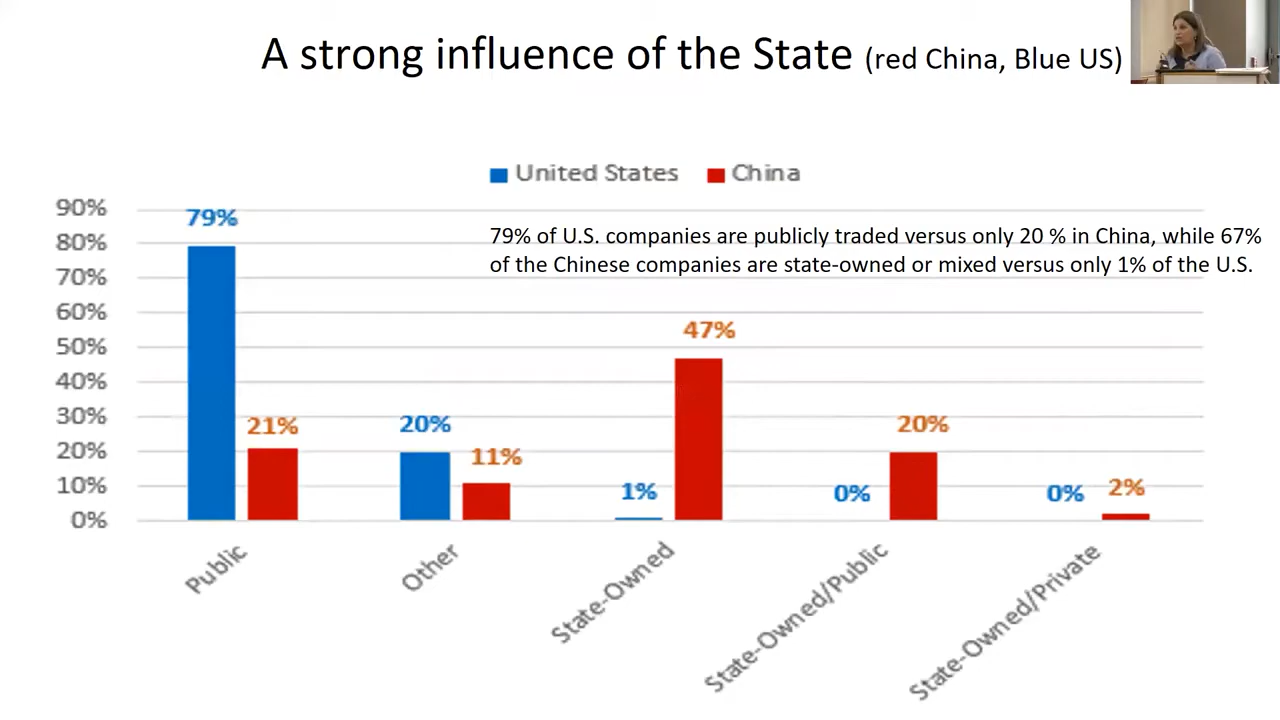 A strong influence of the State (red China, Blue US)
United States China
79% of U.S. companies are publicly traded versus only 20 % in China, while 67%
of the Chinese companies are state-owned or mixed versus only 1% of the U.S.
90%
80%
70%
60%
50%
40%
30%
20%
10%
0%
79%
21%
20%
11%
1%
47%
0%
20%
0%
2%
Public
Other
State-Owned
State-Owned/Public
State-Owned/Private